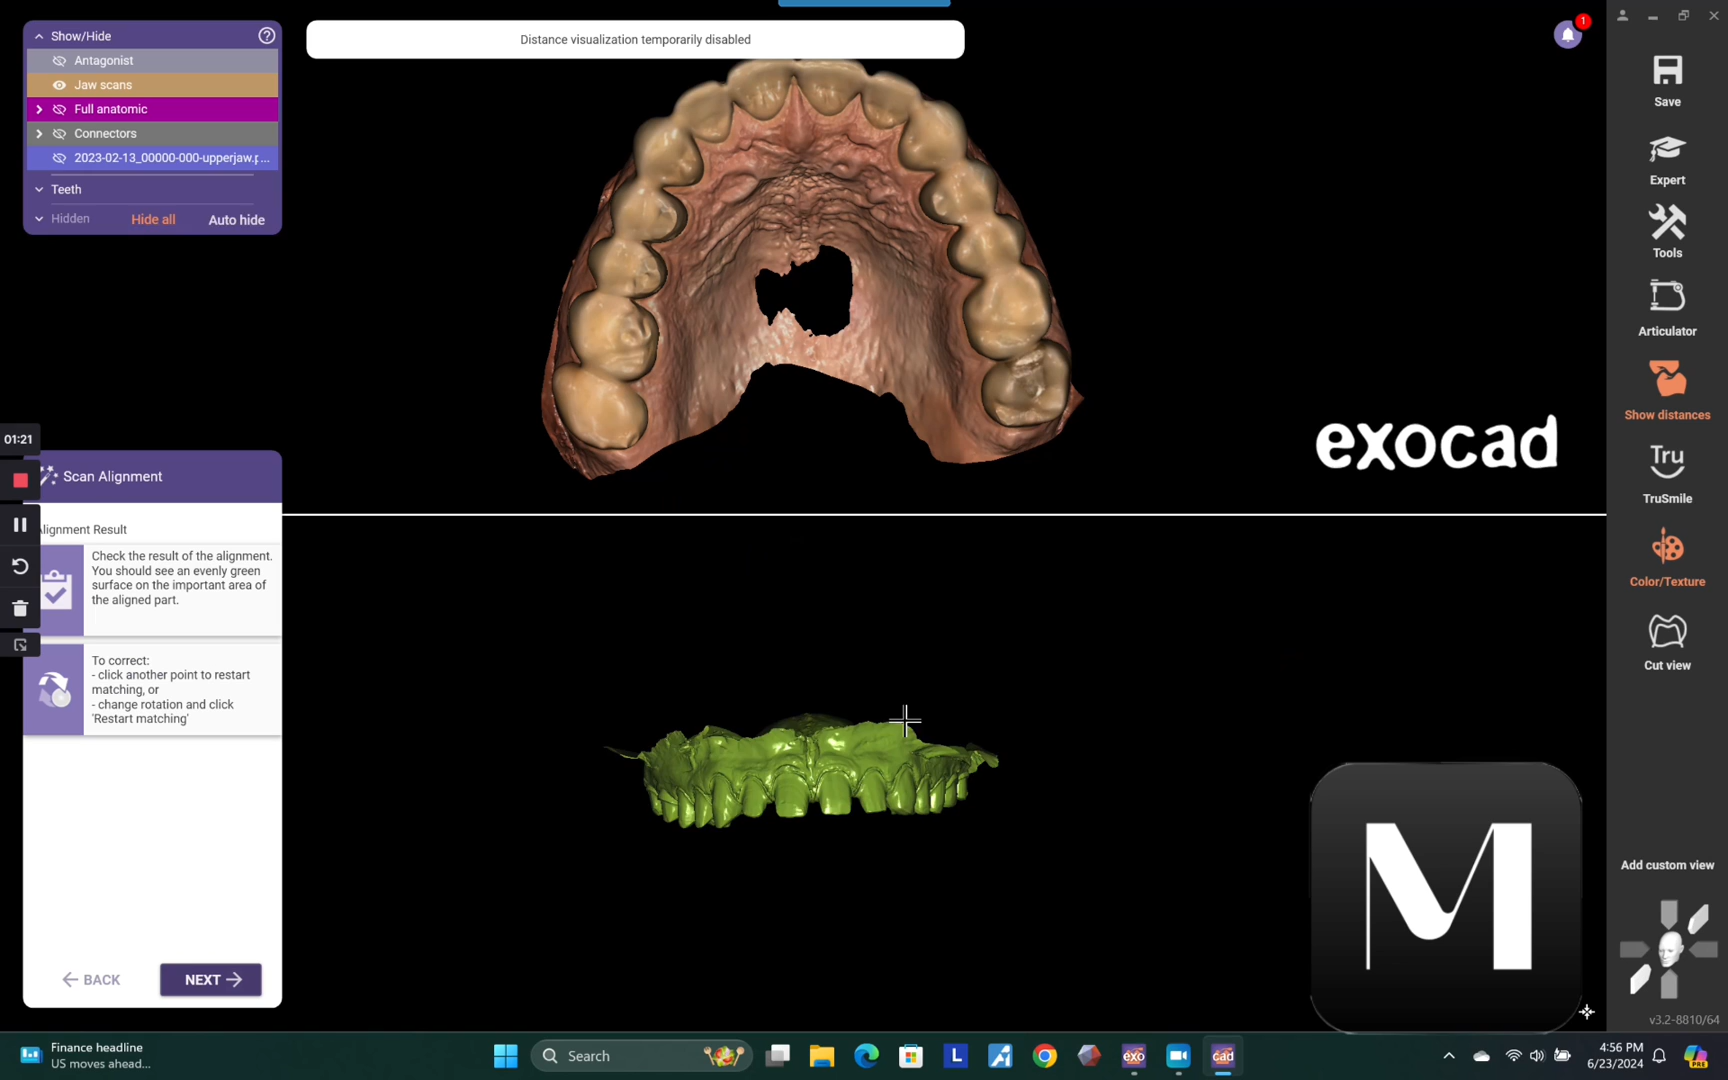 Show/Hide
Antagonist
Jaw scans
Full anatomic
Connectors
2023-02-13_00000-000-upperjaw.p...
Teeth
Hidden
Hide all
Auto hide
Distance visualization temporarily disabled
1
Save
Expert
Tools
Articulator
Show distances
Tru
TruSmile
Color/Texture
Cut view
Add custom view
v3.2-8810/64
exocad
01:21
Scan Alignment
Alignment Result
Check the result of the alignment.
You should see an evenly green
surface on the important area of
the aligned part.
To correct:
- click another point to restart
matching, or
- change rotation and click
'Restart matching'
BACK
NEXT
M
Finance headline
US moves ahead...
Search
L
exo
cad
PRE
4:56 PM
6/23/2024